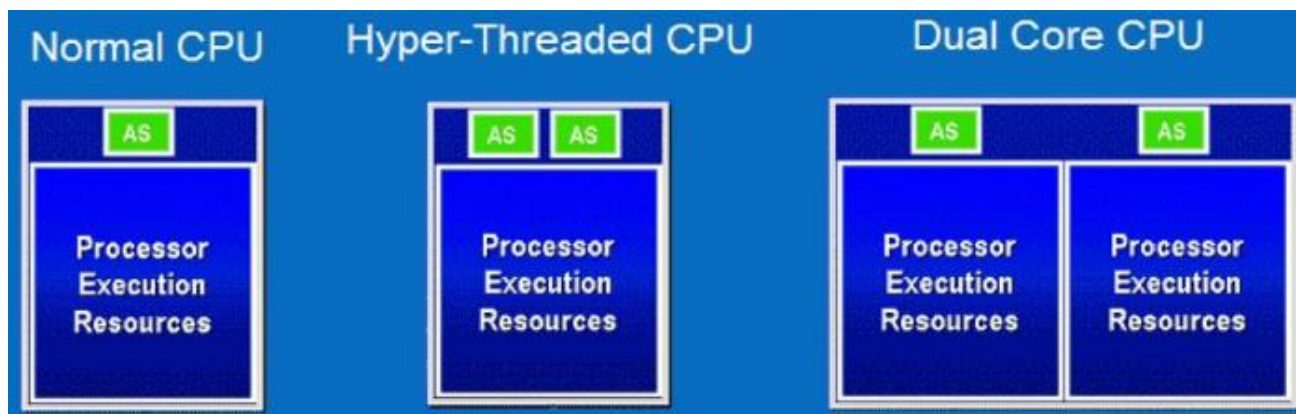 Normal CPU
Hyper-Threaded CPU
Dual Core CPU
AS
Processor
Execution
Resources
AS AS
Processor
Execution
Resources
AS
Processor
Execution
Resources
AS
Processor
Execution
Resources